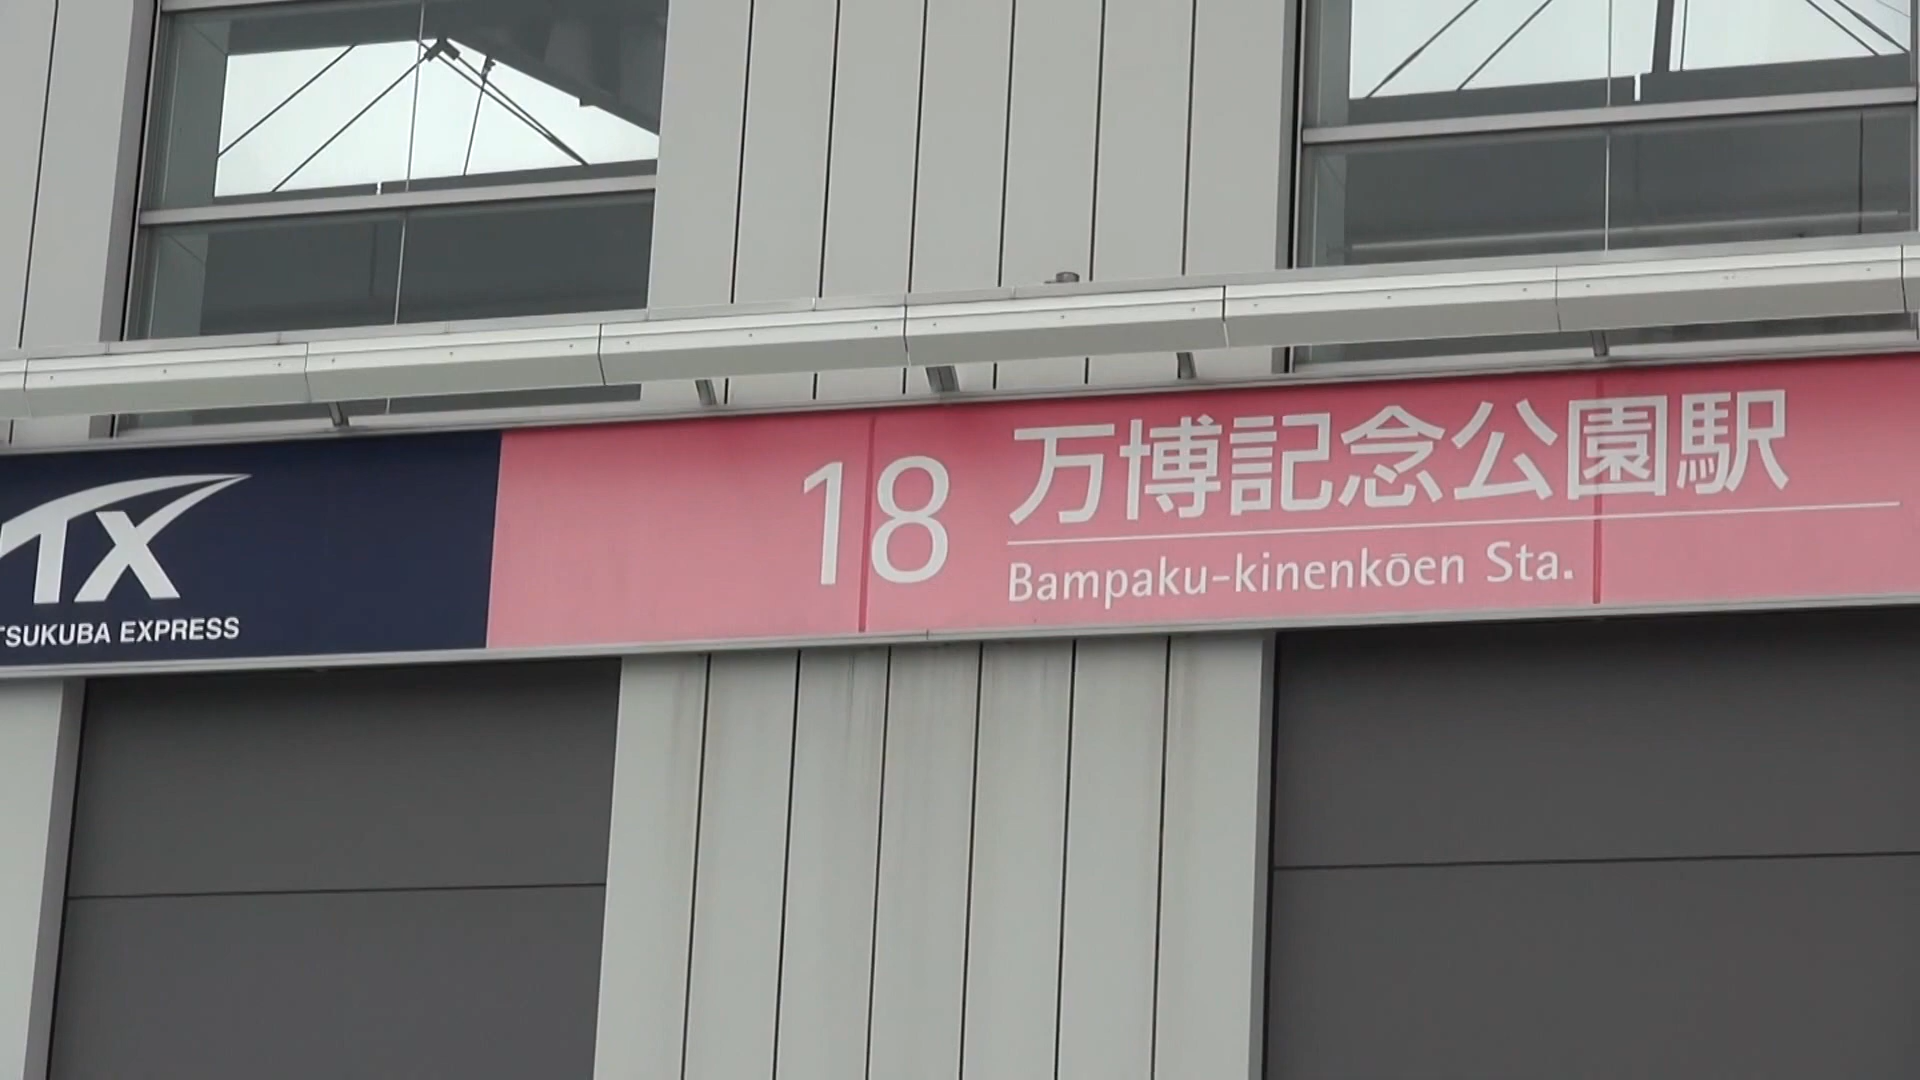 TX
TSUKUBA EXPRESS
18
万博記念公園駅
Bampaku-kinenkōen Sta.